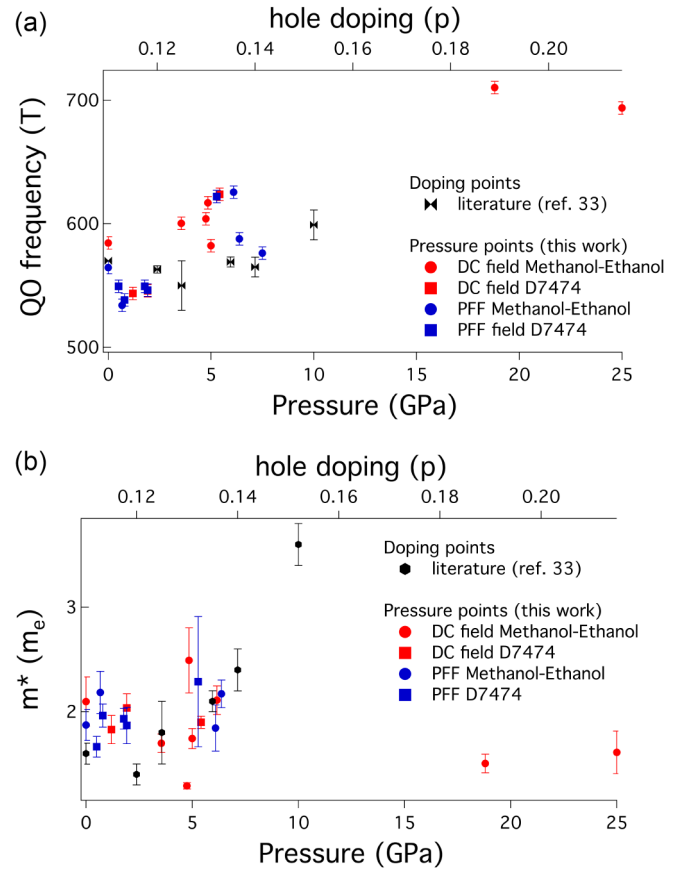 (a)
hole doping (p)
0.12 0.14 0.16 0.18 0.20
700
600
500
QO frequency (T)
Doping points
literature (ref. 33)
Pressure points (this work)
DC field Methanol-Ethanol
DC field D7474
PFF Methanol-Ethanol
PFF field D7474
0 5 10 15 20 25
Pressure (GPa)
(b)
hole doping (p)
0.12 0.14 0.16 0.18 0.20
3
2
m* (me)
Doping points
literature (ref. 33)
Pressure points (this work)
DC field Methanol-Ethanol
DC field D7474
PFF Methanol-Ethanol
PFF D7474
0 5 10 15 20 25
Pressure (GPa)